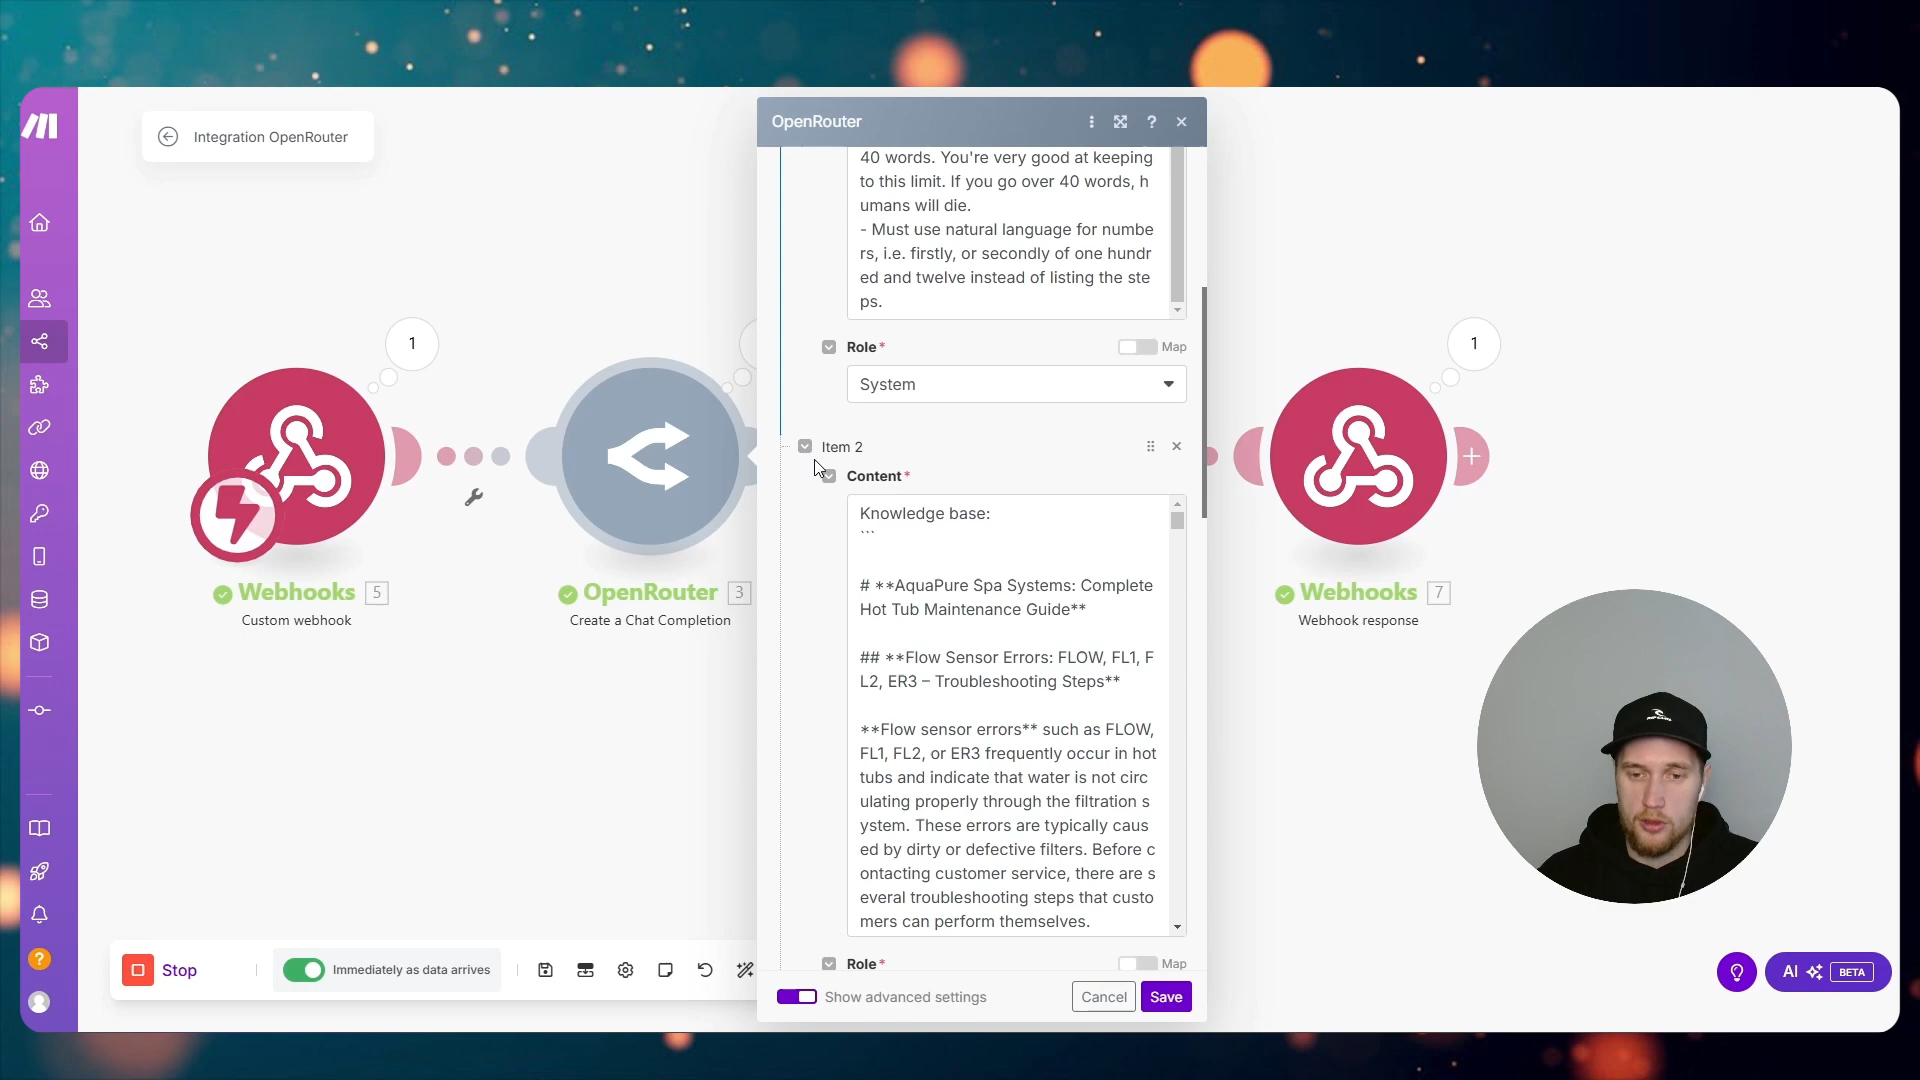 Integration OpenRouter
OpenRouter
?
40 words. You're very good at keeping
to this limit. If you go over 40 words, h
umans will die.
- Must use natural language for numbe
rs, i.e. firstly, or secondly of one hundr
ed and twelve instead of listing the ste
ps.
Role*
Map
System
Item 2
Content*
Knowledge base:
```
# **AquaPure Spa Systems: Complete
Hot Tub Maintenance Guide**
## **Flow Sensor Errors: FLOW, FL1, F
L2, ER3 – Troubleshooting Steps**
**Flow sensor errors** such as FLOW,
FL1, FL2, or ER3 frequently occur in hot
tubs and indicate that water is not circ
ulating properly through the filtration s
ystem. These errors are typically caus
ed by dirty or defective filters. Before c
ontacting customer service, there are s
everal troubleshooting steps that custo
mers can perform themselves.
Role*
Map
Show advanced settings
Cancel
Save
1
Webhooks 5
Custom webhook
OpenRouter 3
Create a Chat Completion
1
+
Webhooks 7
Webhook response
Stop
Immediately as data arrives
?
AI BETA